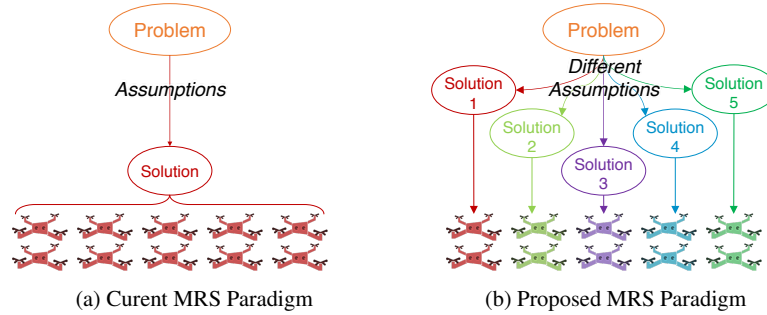 Problem
Assumptions
Solution
(a) Curent MRS Paradigm
Problem
Different
Assumptions
Solution
1
Solution
2
Solution
3
Solution
4
Solution
5
(b) Proposed MRS Paradigm